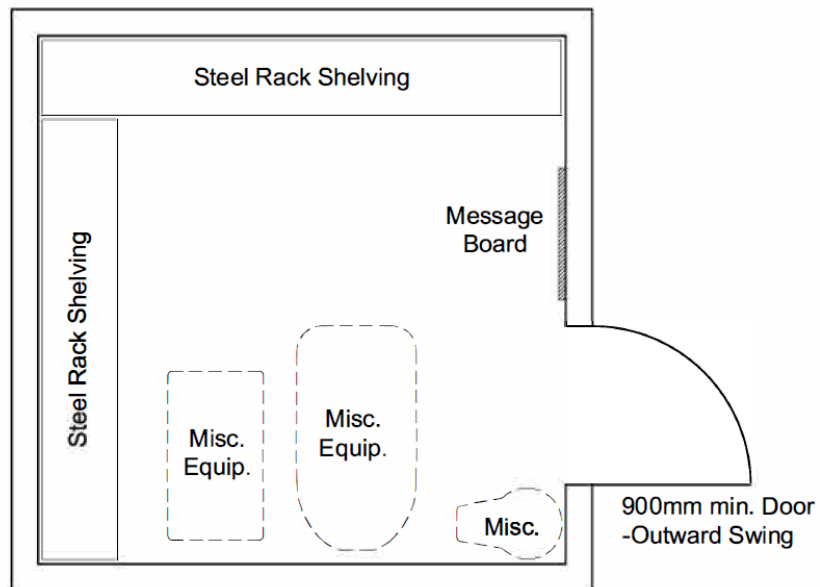 Steel Rack Shelving
Message
Board
Steel Rack Shelving
Misc.
Equip.
Misc.
Equip.
Misc.
900mm min. Door
-Outward Swing